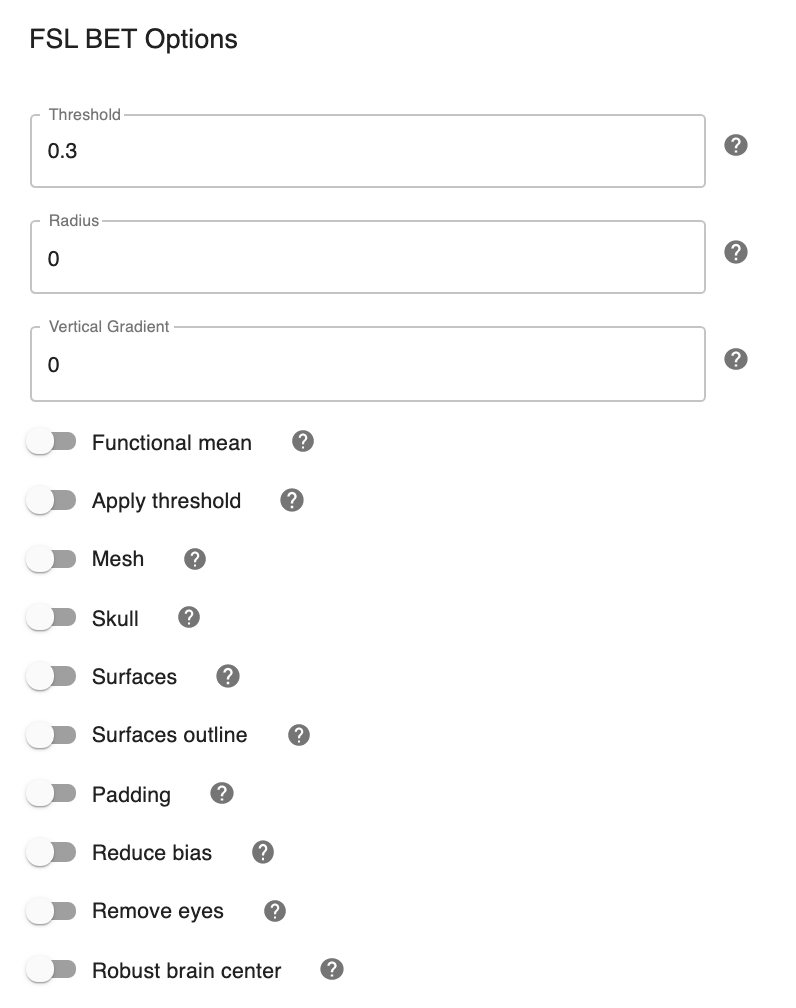 FSL BET Options
Threshold
0.3
?
Radius
0
?
Vertical Gradient
0
?
Functional mean ?
Apply threshold ?
Mesh ?
Skull ?
Surfaces ?
Surfaces outline ?
Padding ?
Reduce bias ?
Remove eyes ?
Robust brain center ?